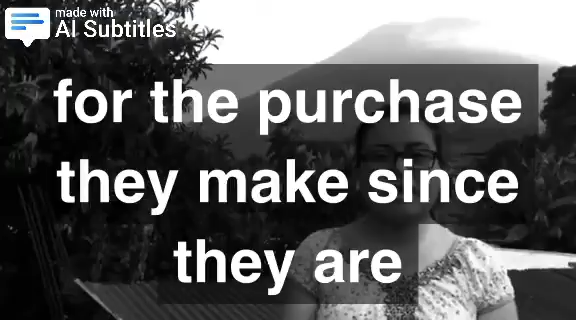 made with
AI Subtitles
for the purchase
they make since
they are